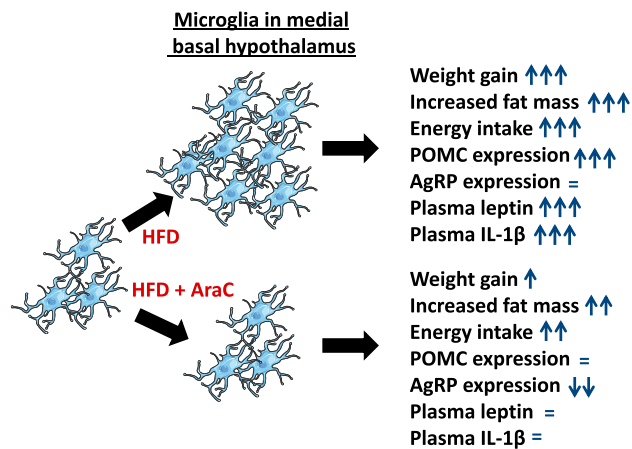 Microglia in medial
basal hypothalamus
HFD
HFD + AraC
Weight gain ↑↑↑
Increased fat mass ↑↑↑
Energy intake ↑↑↑
POMC expression ↑↑↑
AgRP expression =
Plasma leptin ↑↑↑
Plasma IL-1β ↑↑↑
Weight gain ↑
Increased fat mass ↑↑
Energy intake ↑↑
POMC expression =
AgRP expression ↓↓
Plasma leptin =
Plasma IL-1β =